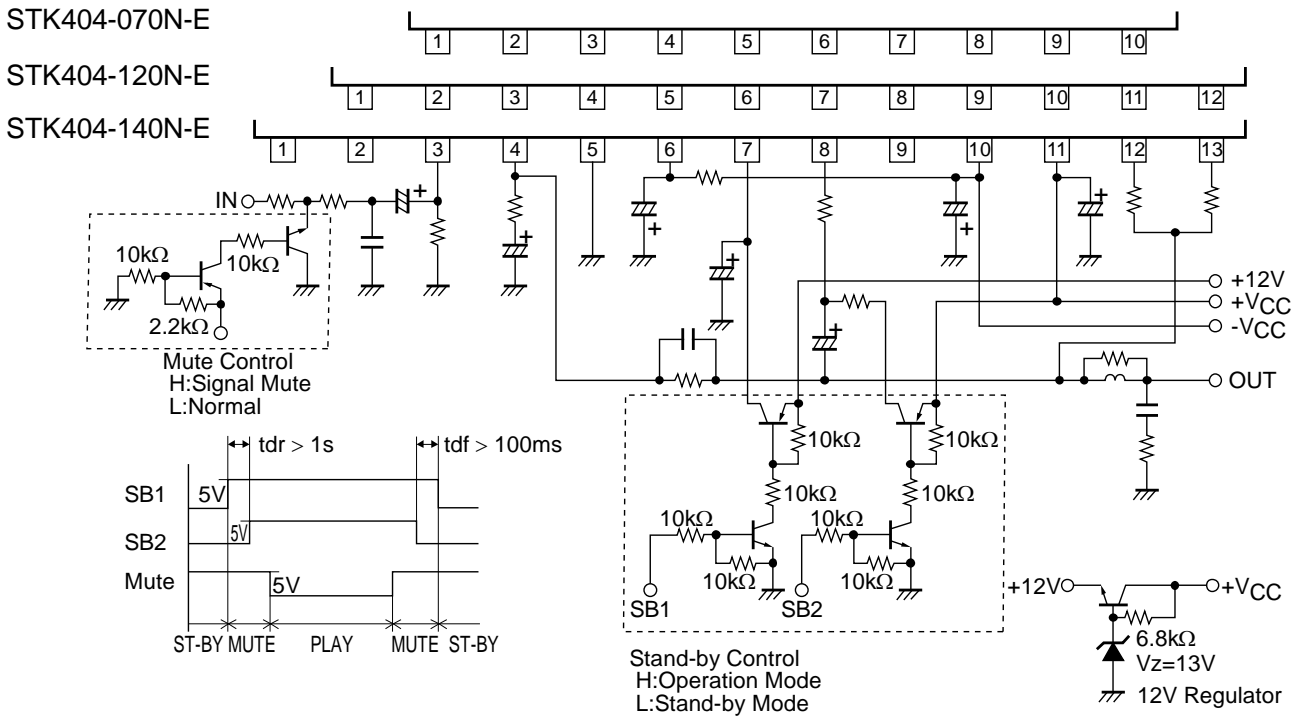 STK404-070N-E
1 2 3 4 5 6 7 8 9 10
STK404-120N-E
1 2 3 4 5 6 7 8 9 10 11 12
STK404-140N-E
1 2 3 4 5 6 7 8 9 10 11 12 13
IN
+
+
+
+
+
+
+
10kΩ
10kΩ
2.2kΩ
Mute Control
H:Signal Mute
L:Normal
+12V
+VCC
-VCC
OUT
10kΩ
10kΩ
10kΩ
10kΩ
10kΩ
10kΩ
10kΩ
10kΩ
SB1
SB2
Stand-by Control
H:Operation Mode
L:Stand-by Mode
tdr > 1s
tdf > 100ms
SB1
5V
SB2
5V
Mute
5V
ST-BY MUTE PLAY MUTE ST-BY
+12V
+VCC
6.8kΩ
Vz=13V
12V Regulator